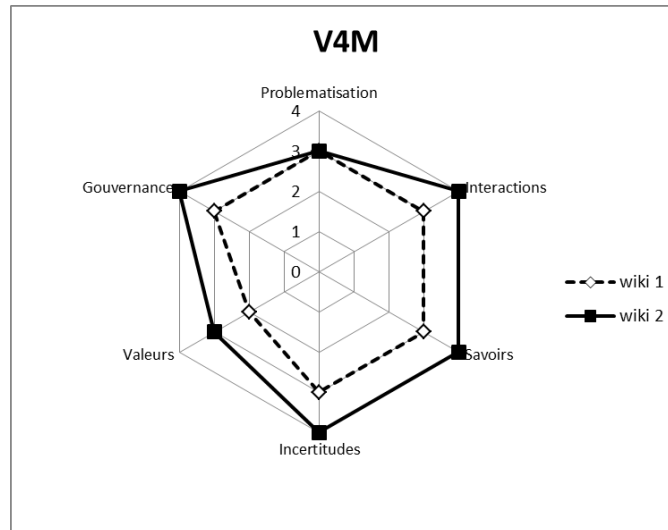 V4M
Problematisation
4
3
Gouvernance
Interactions
2
1
0
wiki 1
wiki 2
Valeurs
Savoirs
Incertitudes